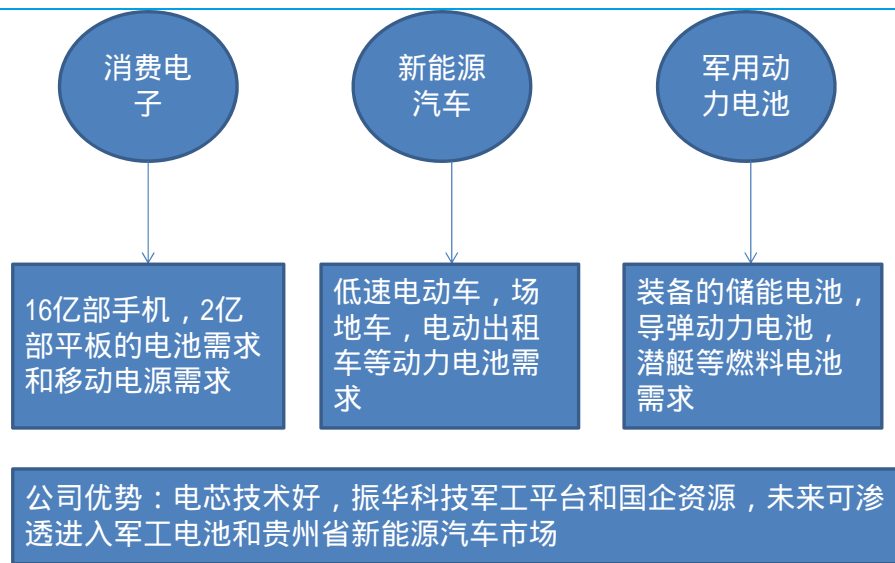 消费电
子
新能源
汽车
军用动
力电池
16亿部手机，2亿
部平板的电池需求
和移动电源需求
低速电动车，场
地车，电动出租
车等动力电池需
求
装备的储能电池，
导弹动力电池，
潜艇等燃料电池
需求
公司优势：电芯技术好，振华科技军工平台和国企资源，未来可渗
透进入军工电池和贵州省新能源汽车市场